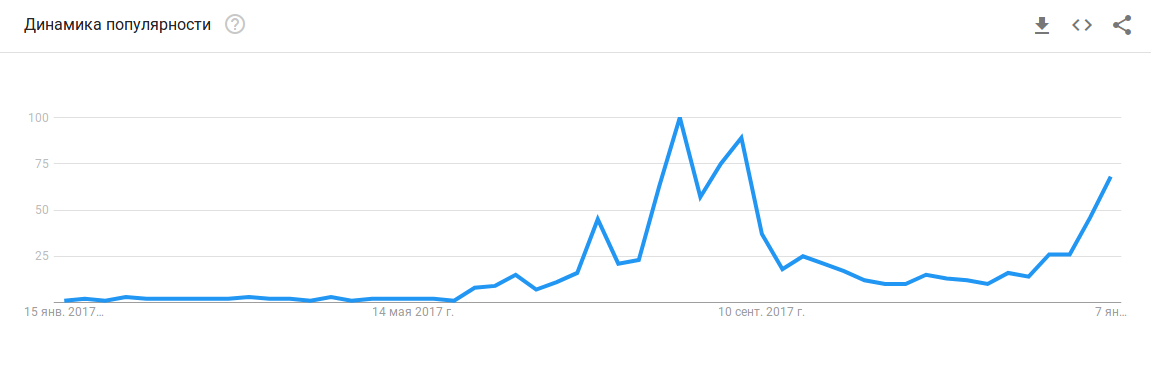 Динамика популярности ?
100
75
50
25
15 янв. 2017…
14 мая 2017 г.
10 сент. 2017 г.
7 ян…